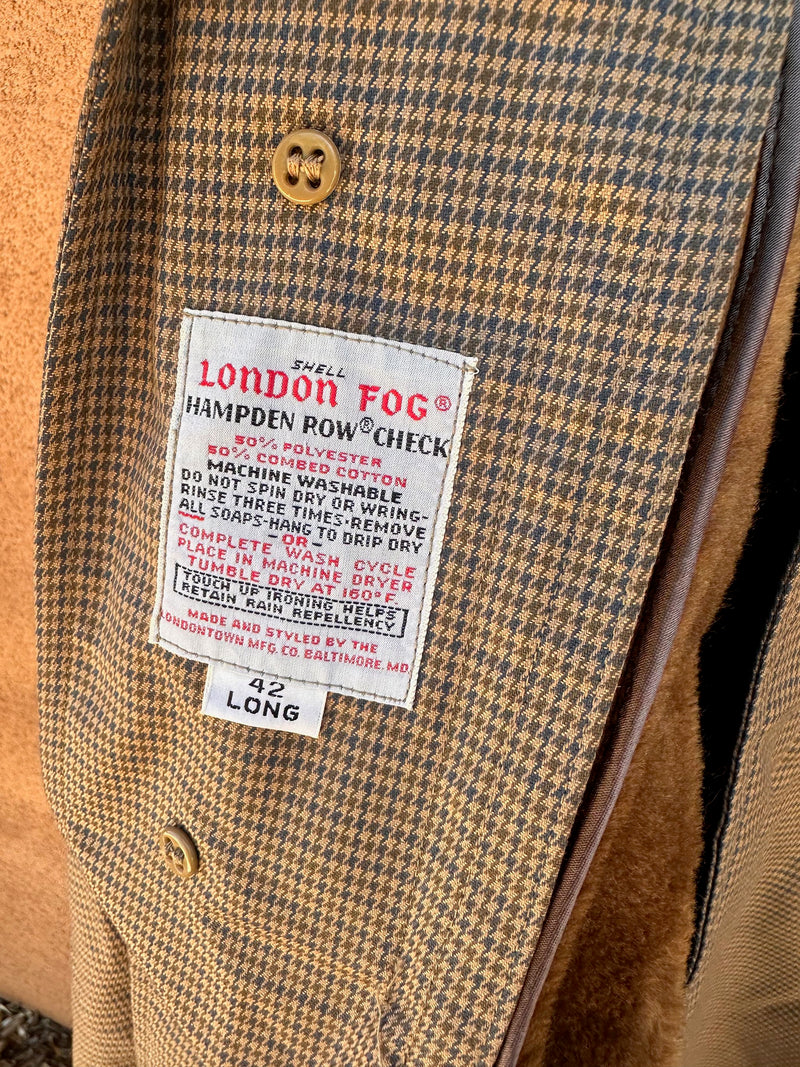 SHELL
LONDON FOG®
HAMPDEN ROW® CHECK
50% POLYESTER
50% COMBED COTTON
MACHINE WASHABLE
DO NOT SPIN DRY OR WRING-
RINSE THREE TIMES·REMOVE
ALL SOAPS-HANG TO DRIP DRY
-OR-
COMPLETE WASH CYCLE
PLACE IN MACHINE DRYER
TUMBLE DRY AT 160°F.
TOUCH UP IRONING HELPS
RETAIN RAIN REPELLENCY
MADE AND STYLED BY THE
LONDONTOWN MFG. CO. BALTIMORE, MD.
42
LONG